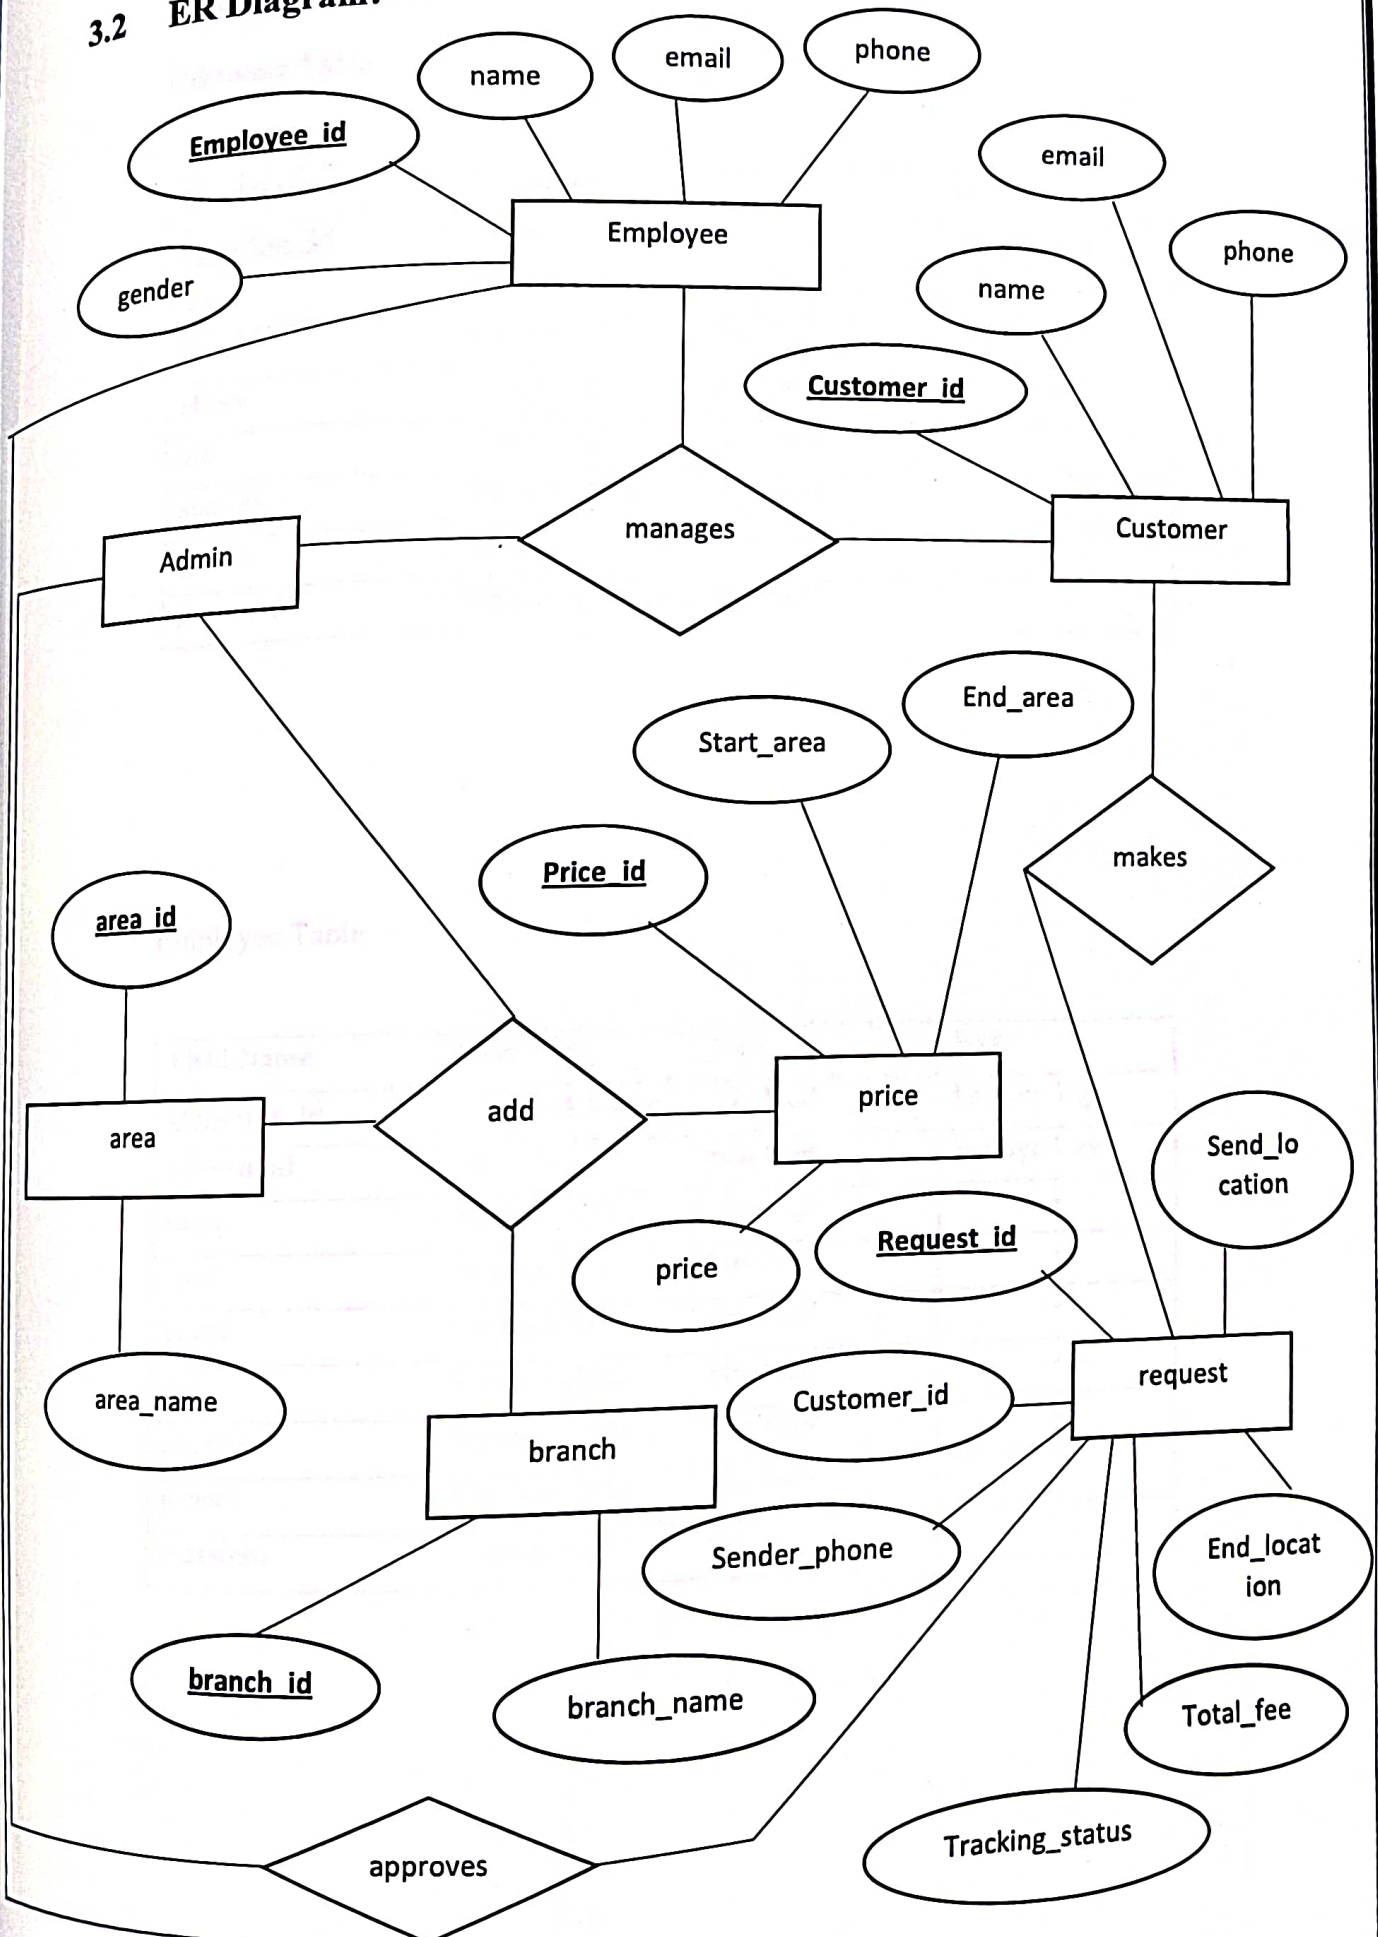 3.2 ER Diagram:
name
email
phone
Employee_id
Employee
gender
email
phone
name
Customer_id
manages
Customer
Admin
End_area
Start_area
makes
Price_id
area_id
add
price
area
Send_lo
cation
Request_id
price
request
Customer_id
area_name
branch
Sender_phone
End_locat
ion
branch_id
branch_name
Total_fee
Tracking_status
approves